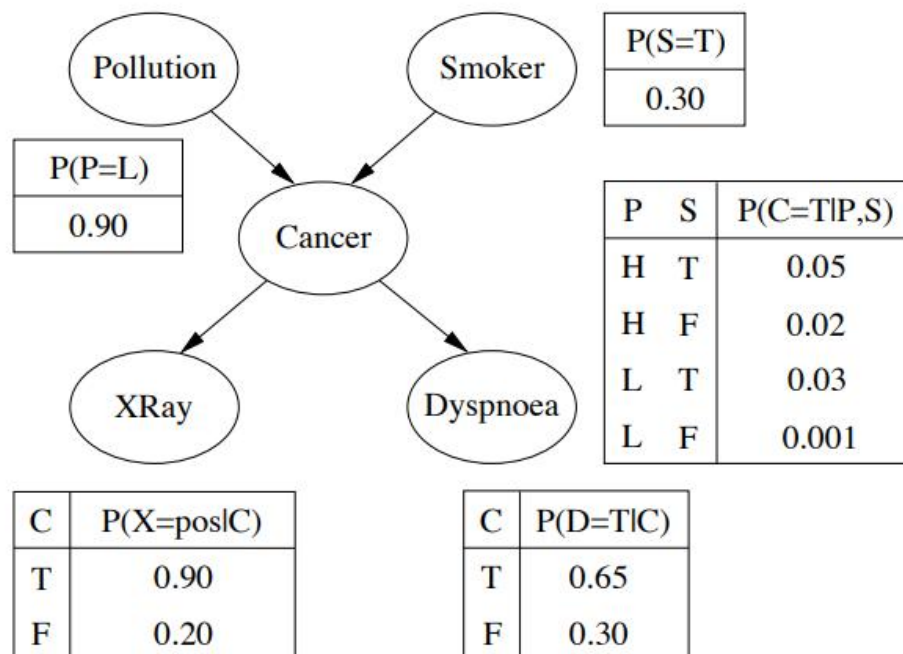 Pollution
Smoker
P(S=T)
0.30
P(P=L)
0.90
Cancer
P S P(C=T|P,S)
H T 0.05
H F 0.02
L T 0.03
L F 0.001
XRay
Dyspnoea
C P(X=pos|C)
T 0.90
F 0.20
C P(D=T|C)
T 0.65
F 0.30